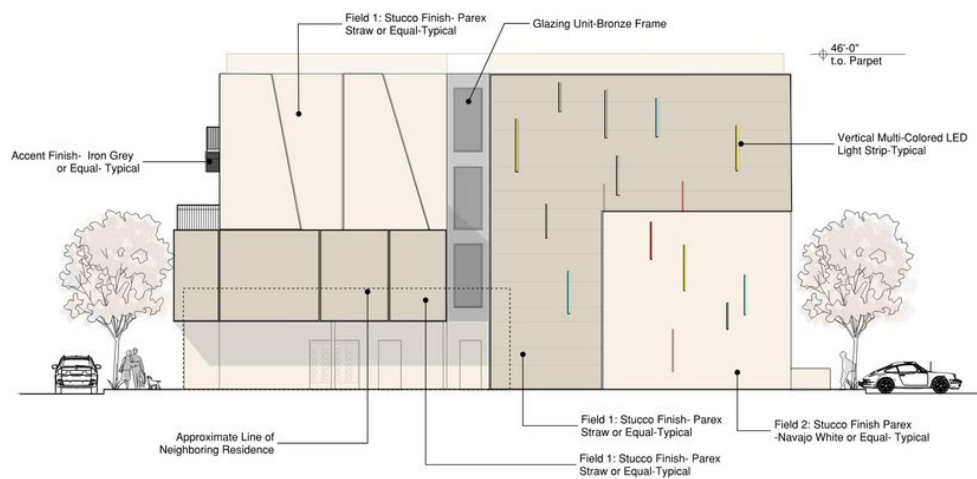 Field 1: Stucco Finish- Parex
Straw or Equal-Typical
Glazing Unit-Bronze Frame
46'-0"
t.o. Parpet
Accent Finish- Iron Grey
or Equal- Typical
Vertical Multi-Colored LED
Light Strip-Typical
Approximate Line of
Neighboring Residence
Field 1: Stucco Finish- Parex
Straw or Equal-Typical
Field 2: Stucco Finish Parex
-Navajo White or Equal- Typical
Field 1: Stucco Finish- Parex
Straw or Equal-Typical